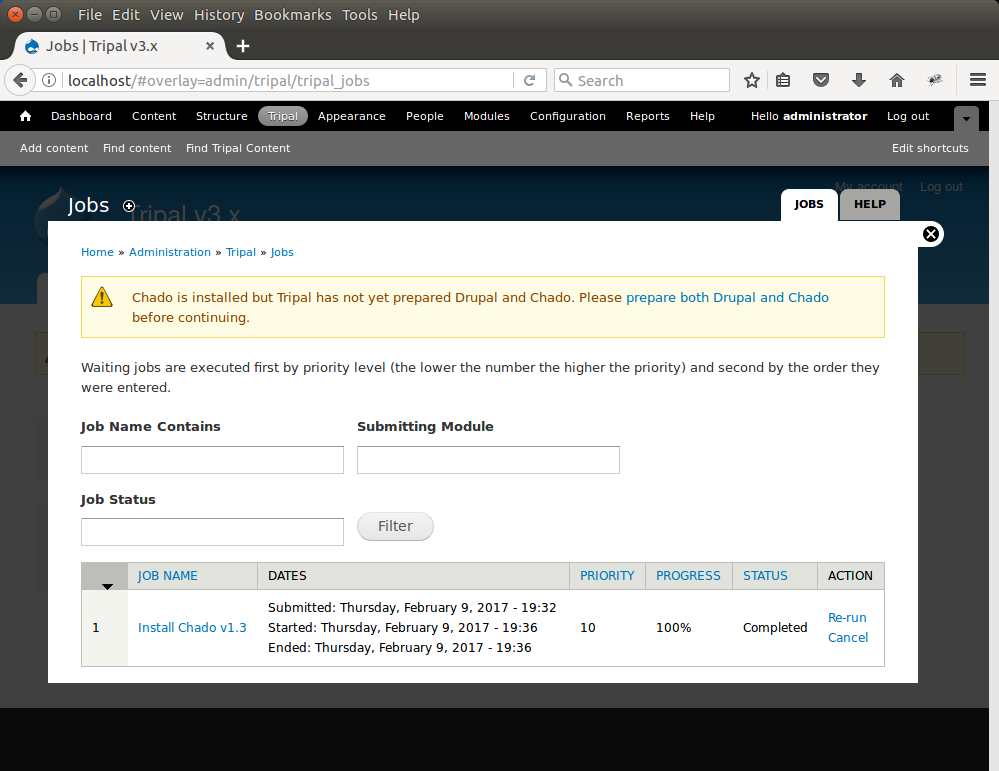 File Edit View History Bookmarks Tools Help
Jobs | Tripal v3.x
localhost/#overlay=admin/tripal/tripal_jobs
Search
Dashboard Content Structure Tripal Appearance People Modules Configuration Reports Help Hello administrator Log out
Add content Find content Find Tripal Content Edit shortcuts
My account Log out
Jobs
Tripal v3.x
JOBS HELP
Home » Administration » Tripal » Jobs
Chado is installed but Tripal has not yet prepared Drupal and Chado. Please prepare both Drupal and Chado
before continuing.
Waiting jobs are executed first by priority level (the lower the number the higher the priority) and second by the order they
were entered.
Job Name Contains Submitting Module
Job Status
Filter
JOB NAME DATES PRIORITY PROGRESS STATUS ACTION
1 Install Chado v1.3 Submitted: Thursday, February 9, 2017 - 19:32
Started: Thursday, February 9, 2017 - 19:36
Ended: Thursday, February 9, 2017 - 19:36
10 100% Completed Re-run
Cancel